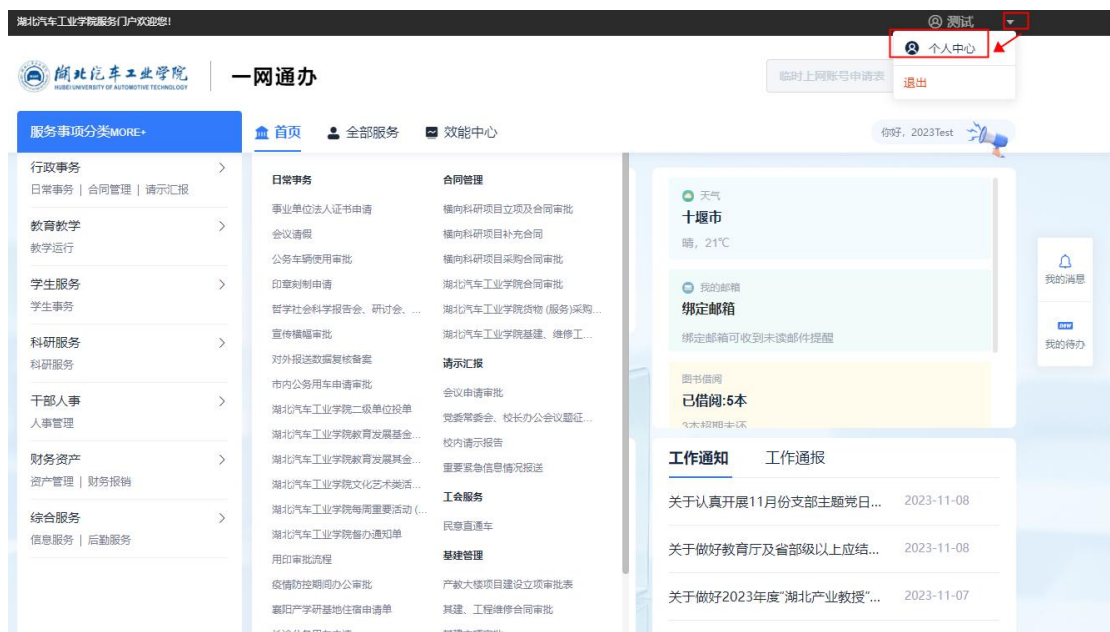 湖北汽车工业学院服务门户欢迎您!
测试
个人中心
退出
湖北汽车工业学院
HUBEI UNIVERSITY OF AUTOMOTIVE TECHNOLOGY
一网通办
临时上网账号申请表
服务事项分类MORE+
首页
全部服务
效能中心
你好, 2023Test
行政事务
日常事务 | 合同管理 | 请示汇报
教育教学
教学运行
学生服务
学生事务
科研服务
科研服务
干部人事
人事管理
财务资产
资产管理 | 财务报销
综合服务
信息服务 | 后勤服务
日常事务
事业单位法人证书申请
会议请假
公务车辆使用审批
印章刻制申请
哲学社会科学报告会、研讨会、...
宣传横幅审批
对外报送数据复核备案
市内公务用车申请审批
湖北汽车工业学院二级单位投单
湖北汽车工业学院教育发展基金...
湖北汽车工业学院教育发展其金...
湖北汽车工业学院文化艺术类活...
湖北汽车工业学院每周重要活动 (...
湖北汽车工业学院督办通知单
用印审批流程
疫情防控期间办公审批
襄阳产学研基地住宿申请单
合同管理
横向科研项目立项及合同审批
横向科研项目补充合同
横向科研项目采购合同审批
湖北汽车工业学院合同审批
湖北汽车工业学院货物 (服务)采购...
湖北汽车工业学院基建、维修工...
请示汇报
会议申请审批
党委常委会、校长办公会议题征...
校内请示报告
重要紧急信息情况报送
工会服务
民意直通车
基建管理
产教大楼项目建设立项审批表
其建、工程维修合同审批
天气
十堰市
晴, 21℃
我的邮箱
绑定邮箱
绑定邮箱可收到未读邮件提醒
图书借阅
已借阅:5本
3本超期未还
我的消息
new
我的待办
工作通知
工作通报
关于认真开展11月份支部主题党日... 2023-11-08
关于做好教育厅及省部级以上应结... 2023-11-08
关于做好2023年度“湖北产业教授”... 2023-11-07